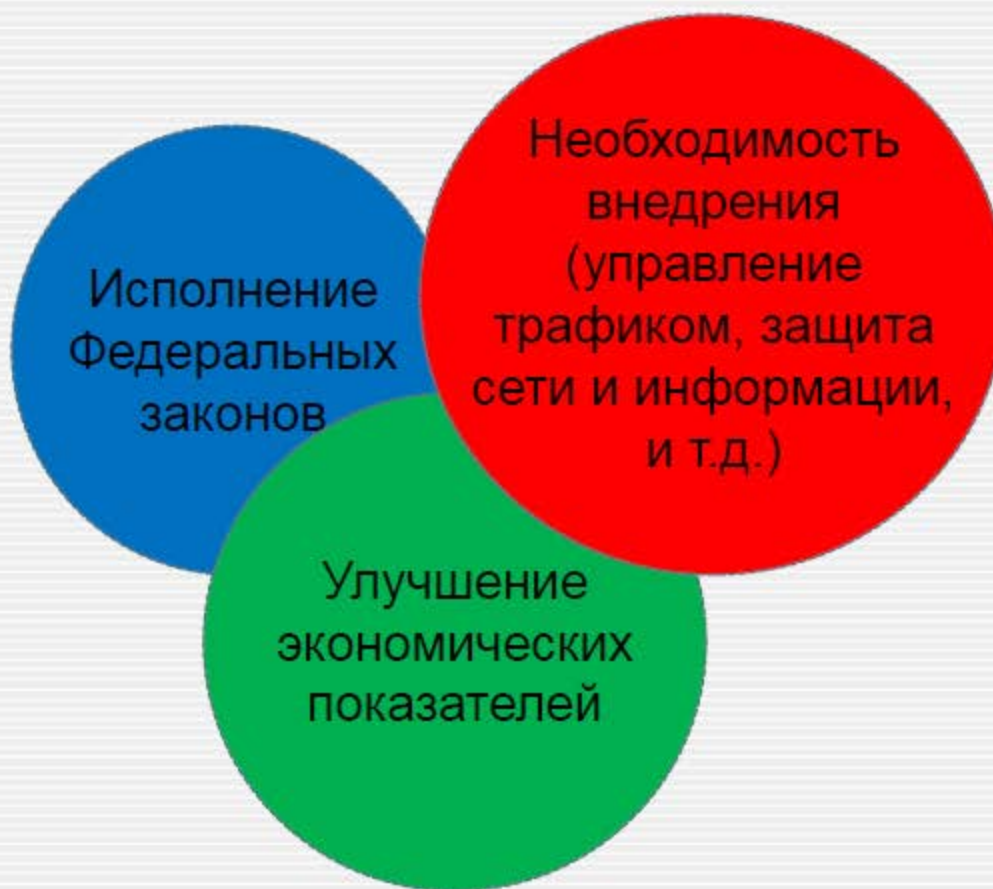 Исполнение
Федеральных
законов
Необходимость
внедрения
(управление
трафиком, защита
сети и информации,
и т.д.)
Улучшение
экономических
показателей